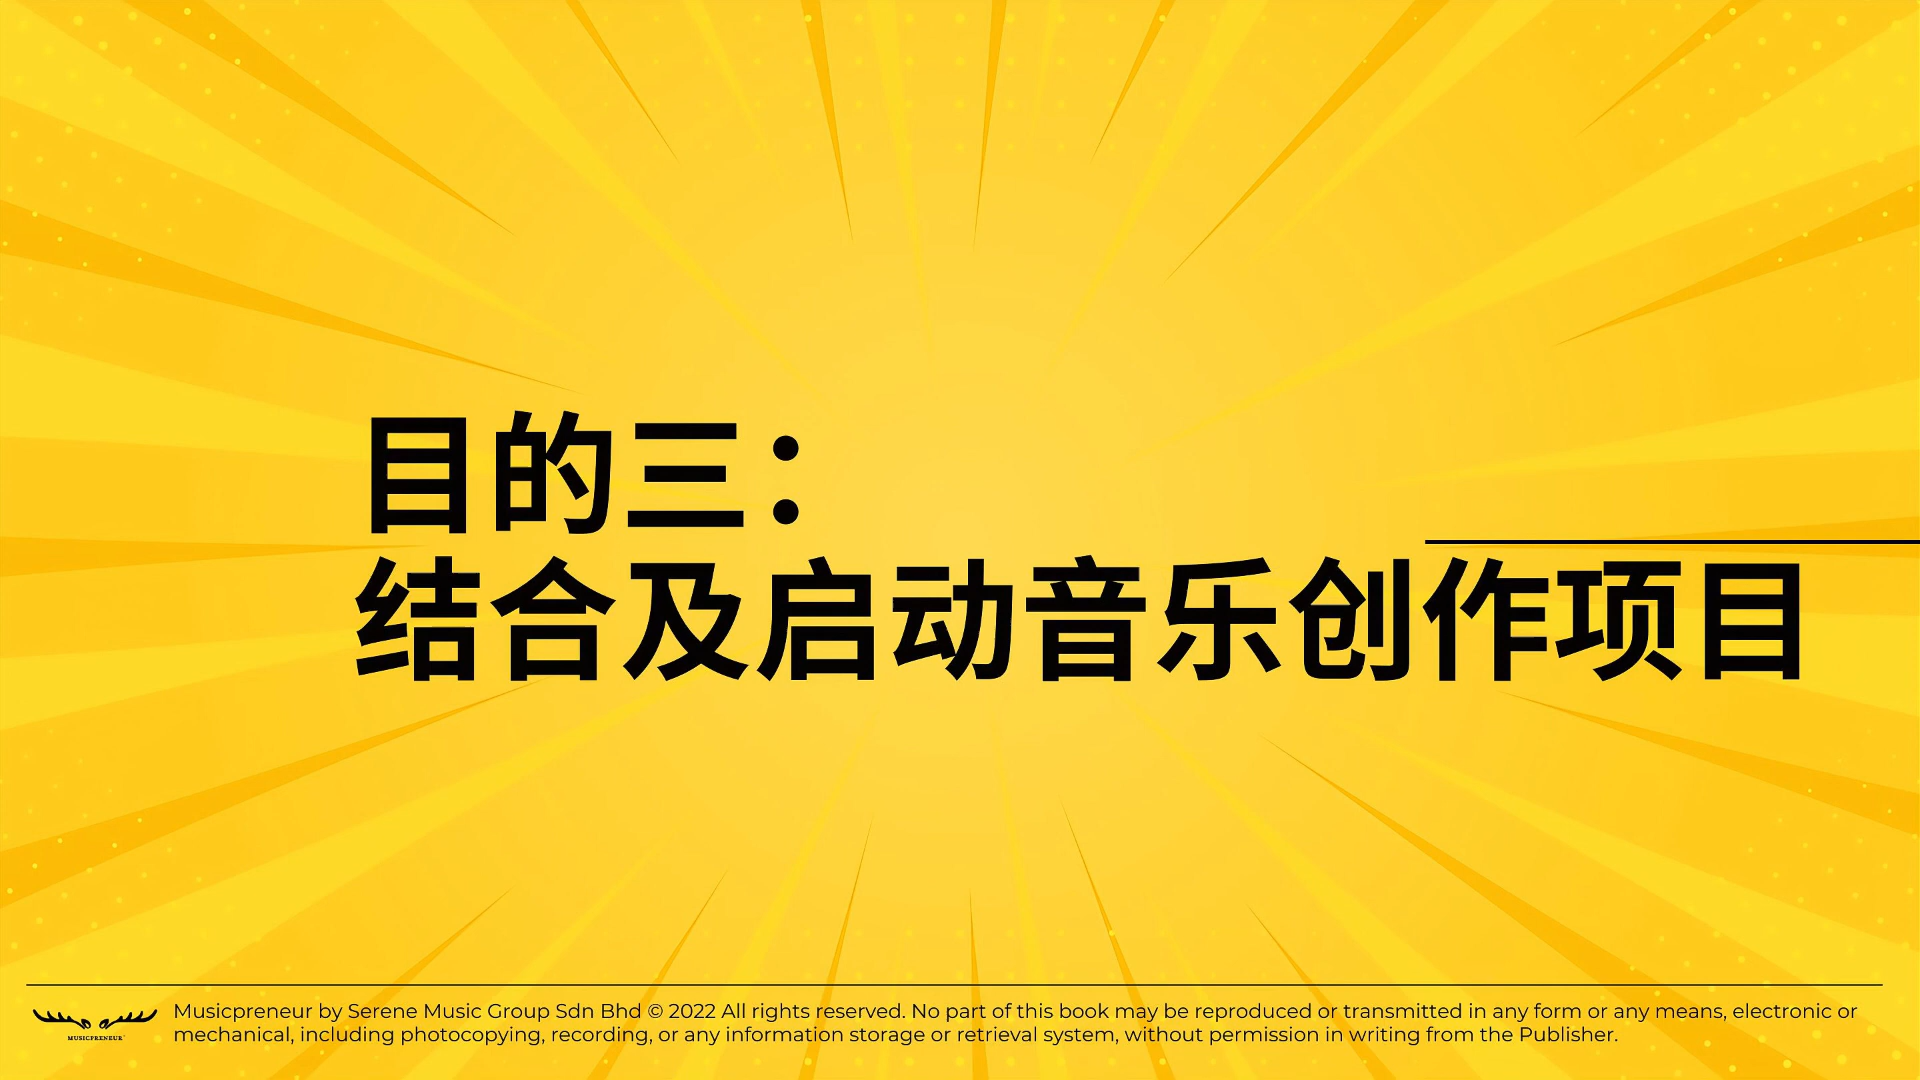 目的三：
结合及启动音乐创作项目
Musicpreneur by Serene Music Group Sdn Bhd © 2022 All rights reserved. No part of this book may be reproduced or transmitted in any form or any means, electronic or
mechanical, including photocopying, recording, or any information storage or retrieval system, without permission in writing from the Publisher.
MUSICPRENEUR